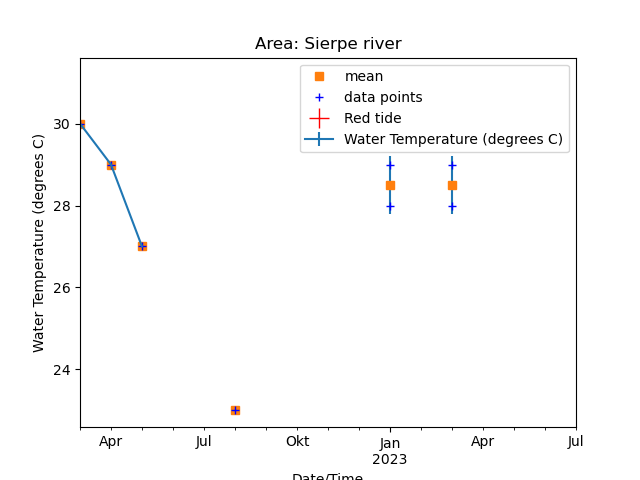 Area: Sierpe river
mean
data points
Red tide
Water Temperature (degrees C)
Water Temperature (degrees C)
30
28
26
24
Apr
Jul
Okt
Jan
2023
Apr
Jul
Date/Time